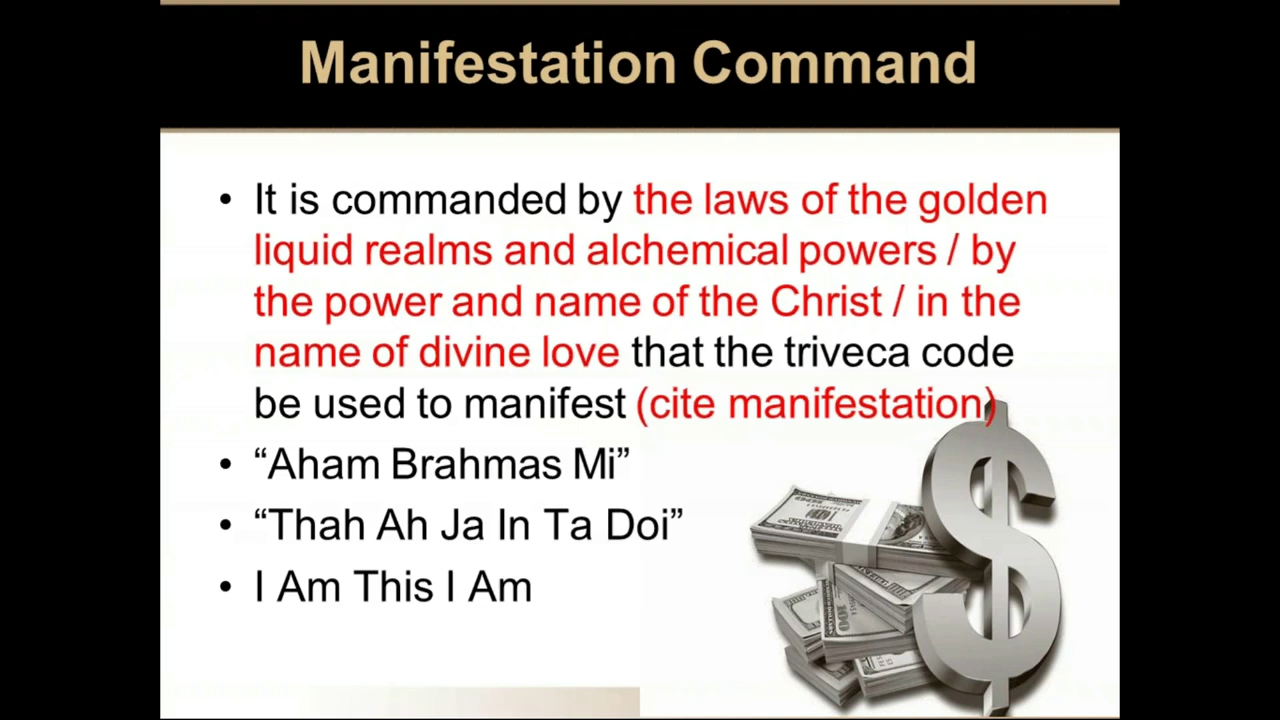 Manifestation Command
• It is commanded by the laws of the golden
liquid realms and alchemical powers / by
the power and name of the Christ / in the
name of divine love that the triveca code
be used to manifest (cite manifestation)
• “Aham Brahmas Mi”
• “Thah Ah Ja In Ta Doi”
• I Am This I Am
$
100